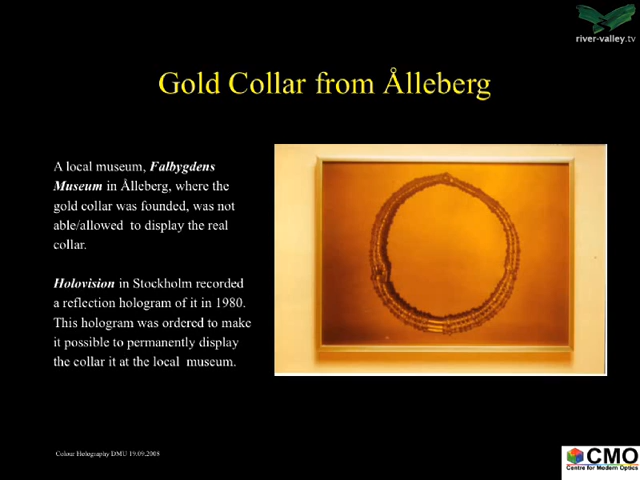 river-valley.tv
Gold Collar from Ålleberg
A local museum, Falbygdens
Museum in Ålleberg, where the
gold collar was founded, was not
able/allowed to display the real
collar.
Holovision in Stockholm recorded
a reflection hologram of it in 1980.
This hologram was ordered to make
it possible to permanently display
the collar it at the local museum.
Colour Holography DMU 19.09.2008
CMO
Centre for Modern Optics